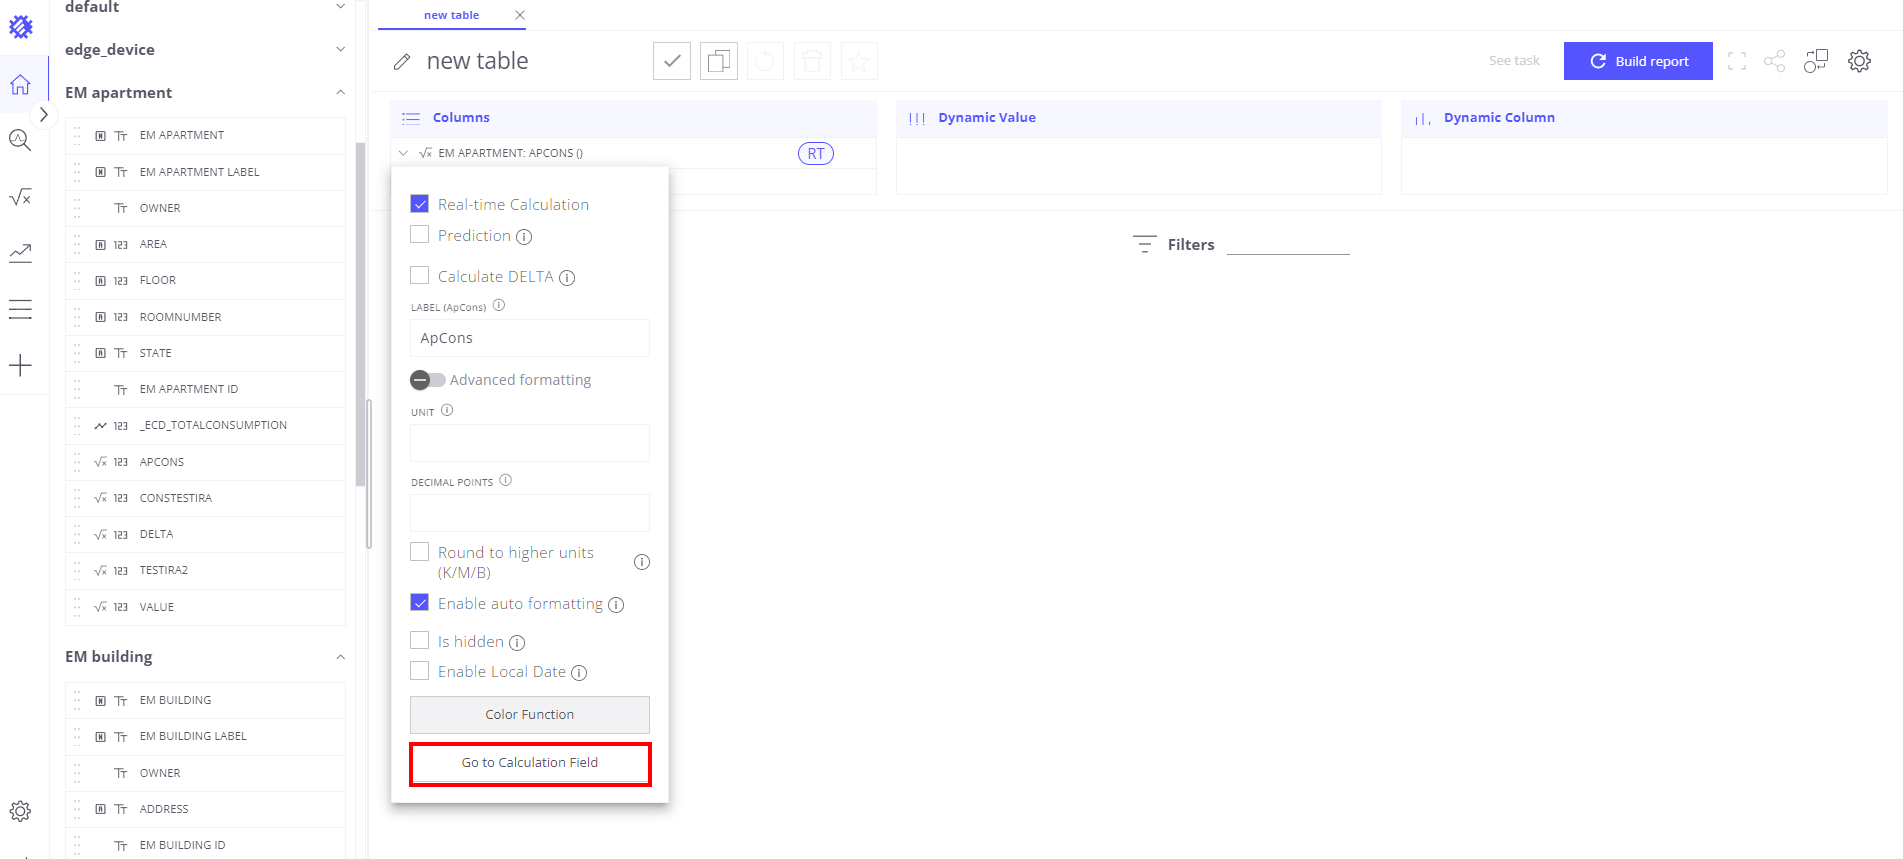 default
edge_device
EM apartment
EM APARTMENT
EM APARTMENT LABEL
OWNER
123 AREA
123 FLOOR
123 ROOMNUMBER
STATE
EM APARTMENT ID
123 _ECD_TOTALCONSUMPTION
123 APCONS
123 CONSTESTIRA
123 DELTA
123 TESTIRA2
123 VALUE
EM building
EM BUILDING
EM BUILDING LABEL
OWNER
ADDRESS
EM BUILDING ID
new table
new table
See task
Build report
Columns
Dynamic Value
Dynamic Column
EM APARTMENT: APCONS ()
RT
Filters
Real-time Calculation
Prediction
Calculate DELTA
LABEL (ApCons)
ApCons
Advanced formatting
UNIT
DECIMAL POINTS
Round to higher units
(K/M/B)
Enable auto formatting
Is hidden
Enable Local Date
Color Function
Go to Calculation Field